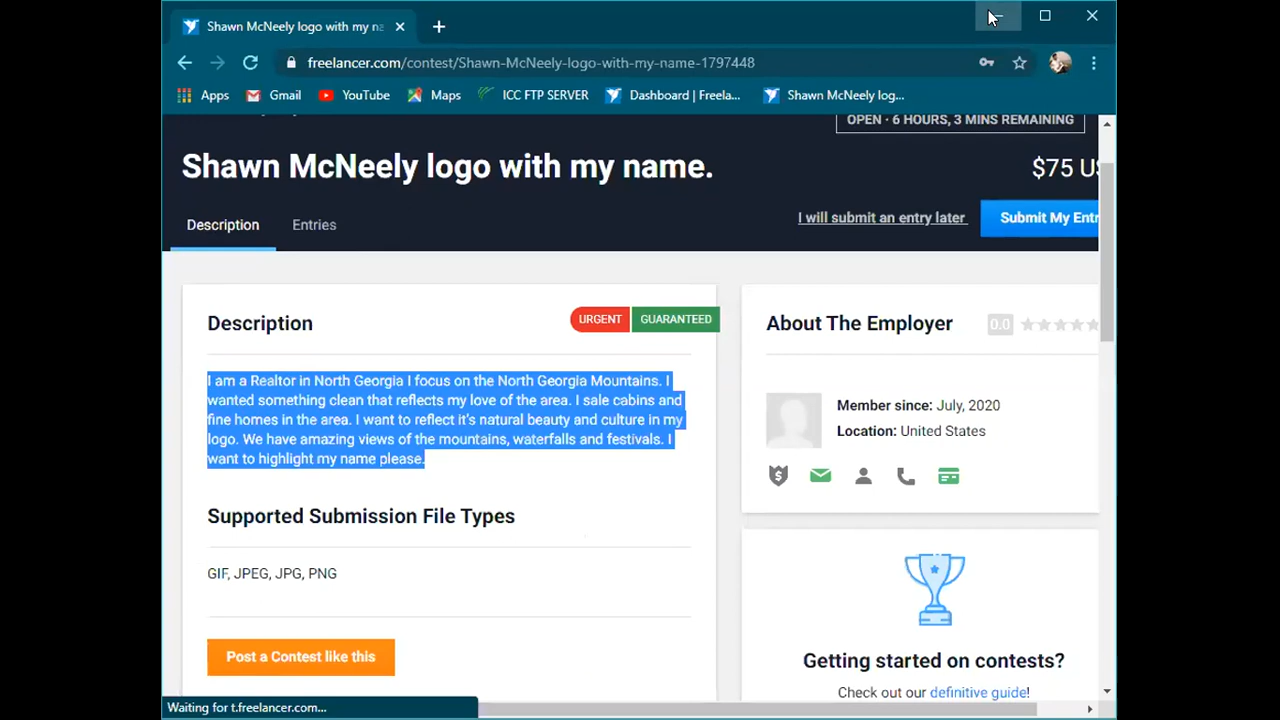 Shawn McNeely logo with my na
freelancer.com/contest/Shawn-McNeely-logo-with-my-name-1797448
Apps Gmail YouTube Maps ICC FTP SERVER Dashboard | Freela... Shawn McNeely log...
OPEN · 6 HOURS, 3 MINS REMAINING
Shawn McNeely logo with my name.
$75 US
Description Entries
I will submit an entry later
Submit My Entr
Description
URGENT GUARANTEED
I am a Realtor in North Georgia I focus on the North Georgia Mountains. I
wanted something clean that reflects my love of the area. I sale cabins and
fine homes in the area. I want to reflect it's natural beauty and culture in my
logo. We have amazing views of the mountains, waterfalls and festivals. I
want to highlight my name please.
Supported Submission File Types
GIF, JPEG, JPG, PNG
Post a Contest like this
About The Employer 0.0
Member since: July, 2020
Location: United States
Getting started on contests?
Check out our definitive guide!
Waiting for t.freelancer.com...